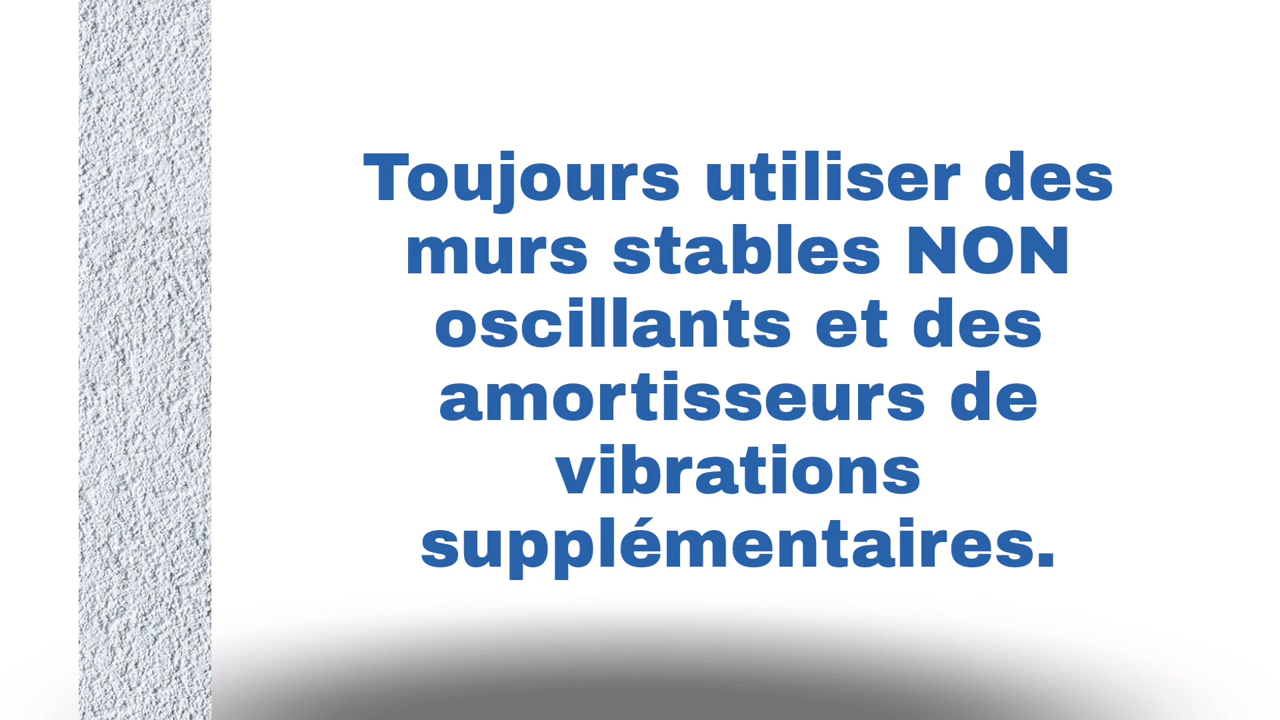 Toujours utiliser des
murs stables NON
oscillants et des
amortisseurs de
vibrations
supplémentaires.